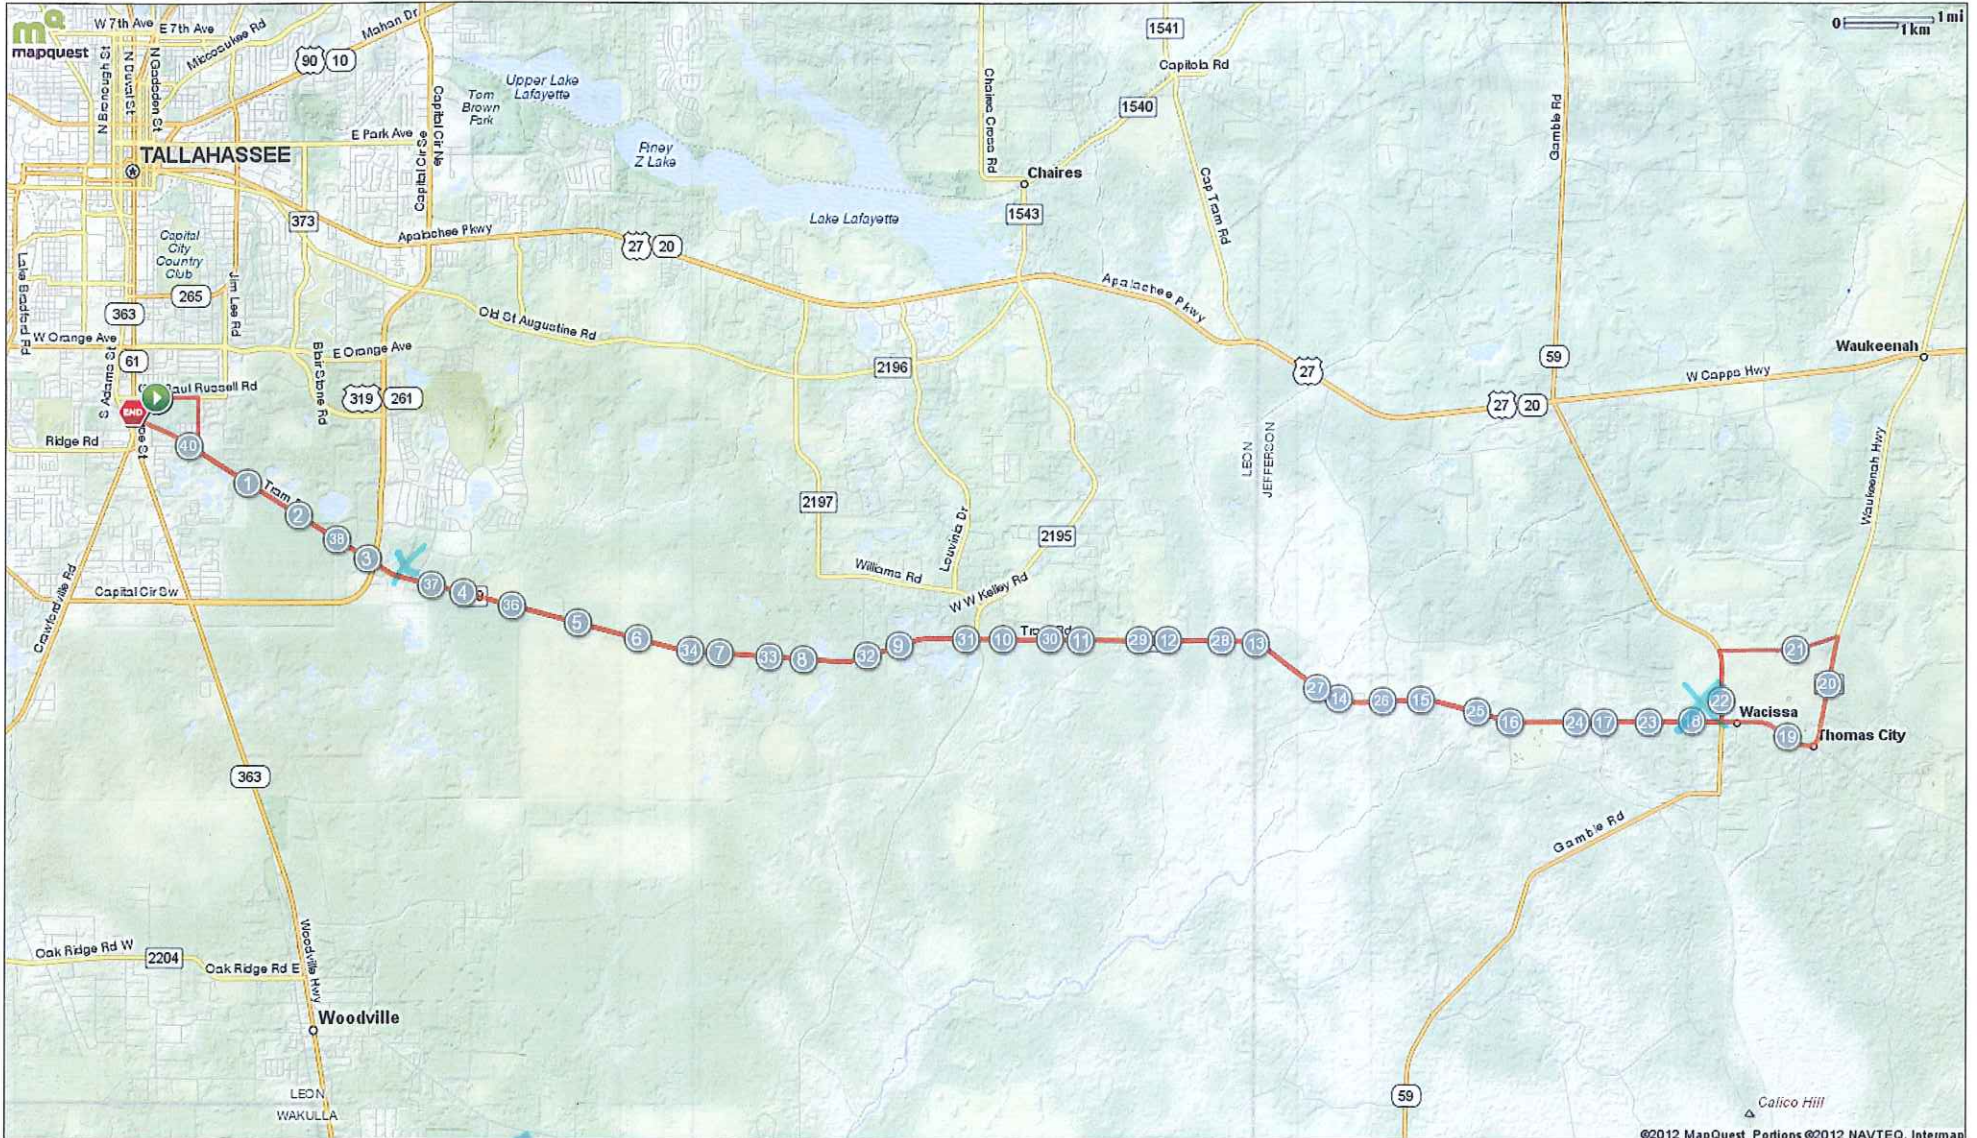 mapquest
W 7th Ave
E 7th Ave
N Bronough St
N Duval St
N Gadsden St
Miccosukee Rd
90
10
Mahan Dr
Capital Cir Ne
Capital Cir Se
Upper Lake
Lafayette
Tom
Brown
Park
E Park Ave
TALLAHASSEE
Piney
Z Lake
Lake Lafayette
Chaires Cross Rd
Chaires
1541
Capitola Rd
1540
1543
Cap Tram Rd
Gamble Rd
0
1 mi
1 km
373
Apalachee Pkwy
27
20
Capital
City
Country
Club
265
Jim Lee Rd
Lake Bradford Rd
363
W Orange Ave
61
S Adams St
Old St Augustine Rd
E Orange Ave
Blair Stone Rd
Paul Russell Rd
319
261
END
Ridge Rd
Apalachee Pkwy
2196
27
59
Waukeenah
W Capps Hwy
27
20
LEON
JEFFERSON
Waukeenah Hwy
2197
Louvinia Dr
2195
Williams Rd
W W Kelley Rd
Crawfordville Rd
Capital Cir Sw
40
1
Tram
2
38
3
37
4
36
5
6
34
7
33
8
32
9
31
10
30
11
29
12
28
13
27
14
26
15
25
16
24
17
23
18
22
21
20
19
Wacissa
Thomas City
363
Gamble Rd
Oak Ridge Rd W
2204
Oak Ridge Rd E
Woodville Hwy
Woodville
LEON
WAKULLA
59
Calico Hill
©2012 MapQuest Portions ©2012 NAVTEQ, Intermap